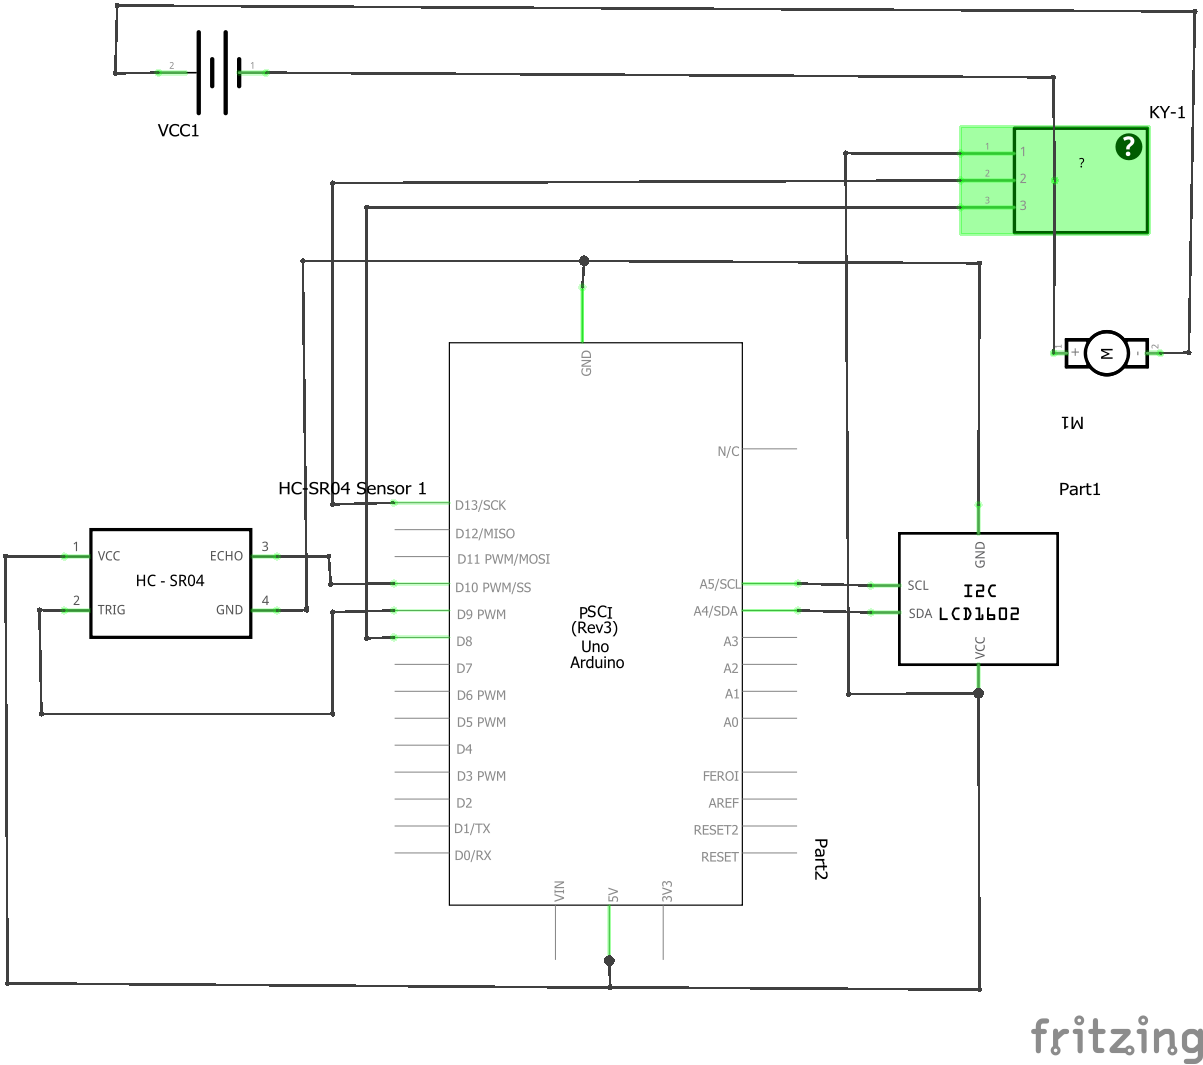 2
1
VCC1
KY-1
1
1
?
?
2
2
3
3
GND
1
+
M
-
2
M1
N/C
HC-SR04 Sensor 1
Part1
D13/SCK
D12/MISO
D11 PWM/MOSI
1
VCC
ECHO
3
HC - SR04
2
TRIG
GND
4
D10 PWM/SS
D9 PWM
D8
D7
D6 PWM
D5 PWM
D4
D3 PWM
D2
D1/TX
D0/RX
PSCI
(Rev3)
Uno
Arduino
A5/SCL
A4/SDA
A3
A2
A1
A0
FEROI
AREF
RESET2
RESET
GND
SCL
I2C
SDA
LCD1602
VCC
Part2
VIN
5V
3V3
fritzing